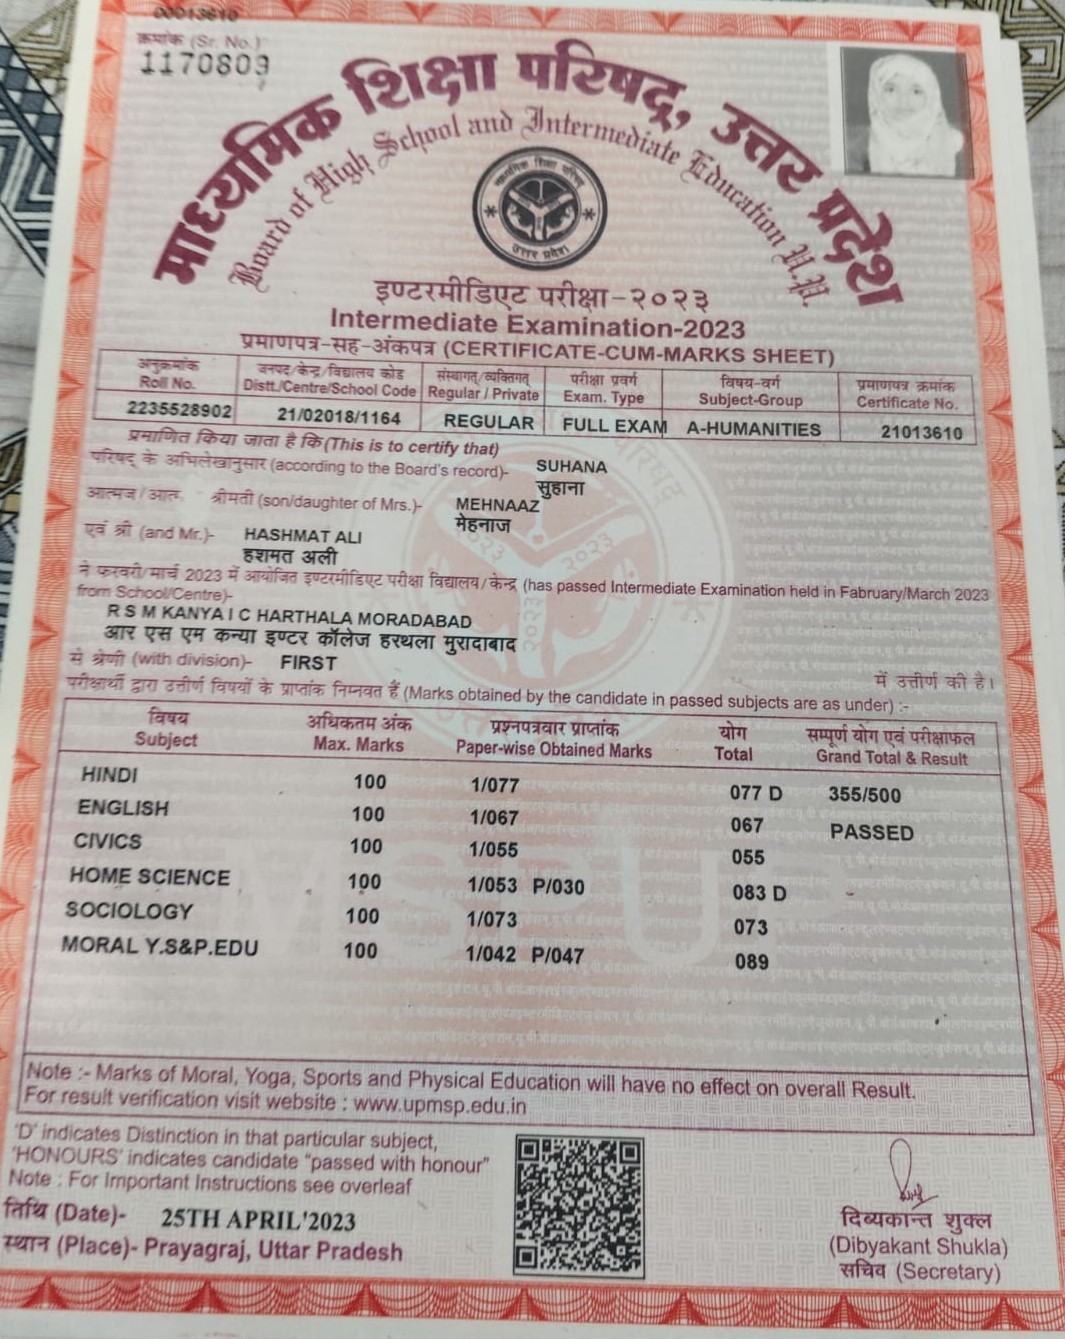 00013610
क्रमांक (Sr. No.)
1170809
माध्यमिक शिक्षा परिषद्, उत्तर प्रदेश
Board of High School and Intermediate Education U.P.
माध्यमिक शिक्षा परिषद
उत्तर प्रदेश
इण्टरमीडिएट परीक्षा-२०२३
Intermediate Examination-2023
प्रमाणपत्र-सह-अंकपत्र (CERTIFICATE-CUM-MARKS SHEET)
अनुक्रमांक जनपद/केन्द्र/विद्यालय कोड संस्थागत/व्यक्तिगत परीक्षा प्रवर्ग विषय-वर्ग प्रमाणपत्र क्रमांक
Roll No. Distt./Centre/School Code Regular / Private Exam. Type Subject-Group Certificate No.
2235528902 21/02018/1164 REGULAR FULL EXAM A-HUMANITIES 21013610
प्रमाणित किया जाता है कि(This is to certify that)
परिषद के अभिलेखानुसार (according to the Board's record)- SUHANA
सुहाना
आत्मज/आत्म. श्रीमती (son/daughter of Mrs.)- MEHNAAZ
मेहनाज
एवं श्री (and Mr.)- HASHMAT ALI
हशमत अली
ने फरवरी/मार्च 2023 में आयोजित इण्टरमीडिएट परीक्षा विद्यालय/केन्द्र (has passed Intermediate Examination held in Fabruary/March 2023
from School/Centre)-
R S M KANYA I C HARTHALA MORADABAD
आर एस एम कन्या इण्टर कॉलेज हरथला मुरादाबाद
से श्रेणी (with division)- FIRST में उत्तीर्ण की है।
परीक्षार्थी द्वारा उत्तीर्ण विषयों के प्राप्तांक निम्नवत हैं (Marks obtained by the candidate in passed subjects are as under) :-
विषय अधिकतम अंक प्रश्नपत्रवार प्राप्तांक योग सम्पूर्ण योग एवं परीक्षाफल
Subject Max. Marks Paper-wise Obtained Marks Total Grand Total & Result
HINDI 100 1/077 077 D 355/500
ENGLISH 100 1/067 067 PASSED
CIVICS 100 1/055 055
HOME SCIENCE 100 1/053 P/030 083 D
SOCIOLOGY 100 1/073 073
MORAL Y.S&P.EDU 100 1/042 P/047 089
Note :- Marks of Moral, Yoga, Sports and Physical Education will have no effect on overall Result.
For result verification visit website : www.upmsp.edu.in
'D' indicates Distinction in that particular subject,
'HONOURS' indicates candidate "passed with honour"
Note : For Important Instructions see overleaf
तिथि (Date)- 25TH APRIL'2023
स्थान (Place)- Prayagraj, Uttar Pradesh
दिब्यकान्त शुक्ल
(Dibyakant Shukla)
सचिव (Secretary)